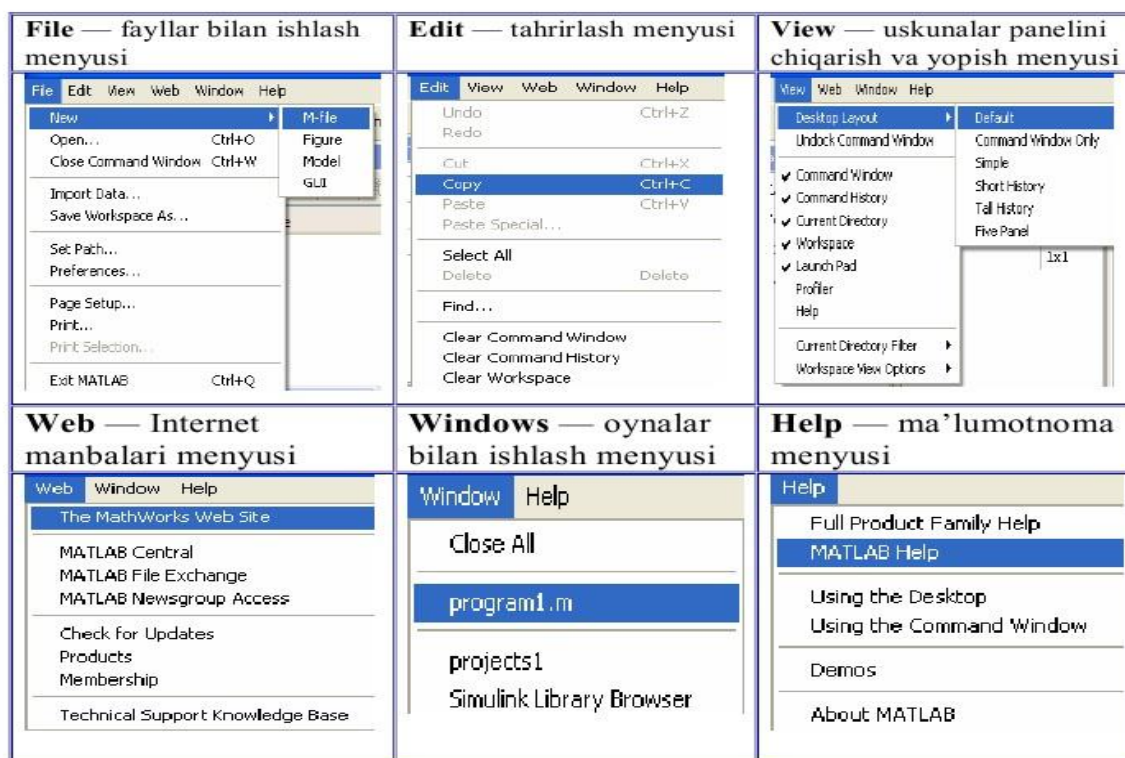 File — fayllar bilan ishlash
menyusi
Edit — tahrirlash menyusi
View — uskunalar panelini
chiqarish va yopish menyusi
File Edit View Web Window Help
New
Open... Ctrl+O
Close Command Window Ctrl+W
Import Data...
Save Workspace As...
Set Path...
Preferences...
Page Setup...
Print...
Print Selection...
Exit MATLAB Ctrl+Q
M-file
Figure
Model
GUI
Edit View Web Window Help
Undo Ctrl+Z
Redo
Cut Ctrl+X
Copy Ctrl+C
Paste Ctrl+V
Paste Special...
Select All
Delete Delete
Find...
Clear Command Window
Clear Command History
Clear Workspace
View Web Window Help
Desktop Layout
Undock Command Window
Command Window
Command History
Current Directory
Workspace
Launch Pad
Profiler
Help
Current Directory Filter
Workspace View Options
Default
Command Window Only
Simple
Short History
Tall History
Five Panel
1x1
Web — Internet
manbalari menyusi
Windows — oynalar
bilan ishlash menyusi
Help — ma’lumotnoma
menyusi
Web Window Help
The MathWorks Web Site
MATLAB Central
MATLAB File Exchange
MATLAB Newsgroup Access
Check for Updates
Products
Membership
Technical Support Knowledge Base
Window Help
Close All
program1.m
projects1
Simulink Library Browser
Help
Full Product Family Help
MATLAB Help
Using the Desktop
Using the Command Window
Demos
About MATLAB